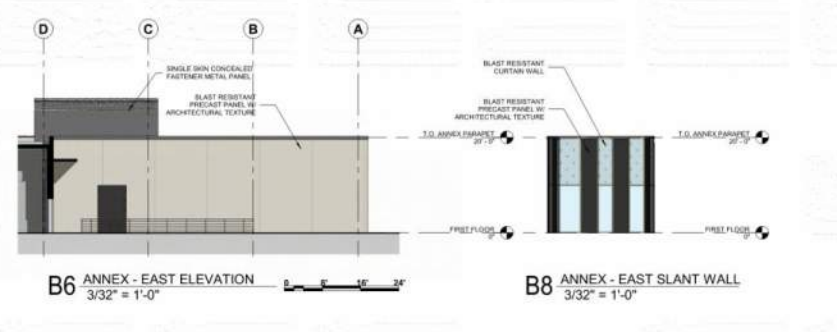 D
C
B
A
SINGLE SKIN CONCEALED
FASTENER METAL PANEL
BLAST RESISTANT
PRECAST PANEL W/
ARCHITECTURAL TEXTURE
T.O. ANNEX PARAPET
20' - 0"
FIRST FLOOR
0"
B6 ANNEX - EAST ELEVATION
3/32" = 1'-0"
0 8' 16' 24'
BLAST RESISTANT
CURTAIN WALL
BLAST RESISTANT
PRECAST PANEL W/
ARCHITECTURAL TEXTURE
T.O. ANNEX PARAPET
20' - 0"
FIRST FLOOR
0"
B8 ANNEX - EAST SLANT WALL
3/32" = 1'-0"